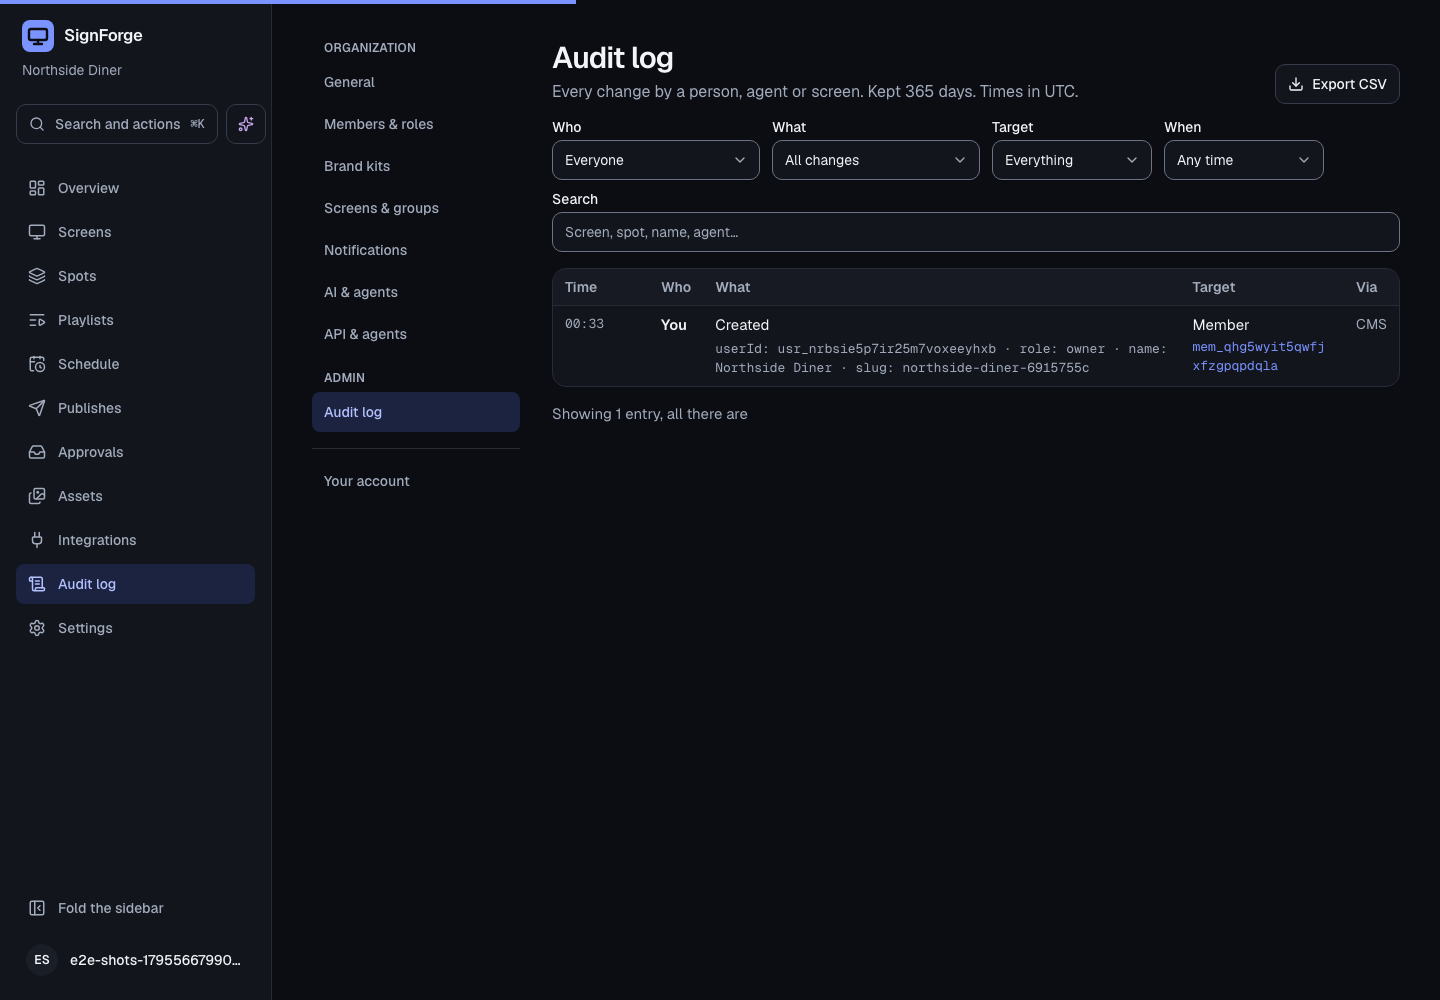 SignForge
Northside Diner
Search and actions ⌘K
Overview
Screens
Spots
Playlists
Schedule
Publishes
Approvals
Assets
Integrations
Audit log
Settings
Fold the sidebar
ES
e2e-shots-17955667990...
ORGANIZATION
General
Members & roles
Brand kits
Screens & groups
Notifications
AI & agents
API & agents
ADMIN
Audit log
Your account
Audit log
Every change by a person, agent or screen. Kept 365 days. Times in UTC.
Export CSV
Who What Target When
Everyone All changes Everything Any time
Search
Screen, spot, name, agent...
Time Who What Target Via
00:33 You Created Member CMS
userId: usr_nrbsie5p7ir25m7voxeeyhxb · role: owner · name:
Northside Diner · slug: northside-diner-6915755c
mem_qhg5wyit5qwfj
xfzgpqpdqla
Showing 1 entry, all there are